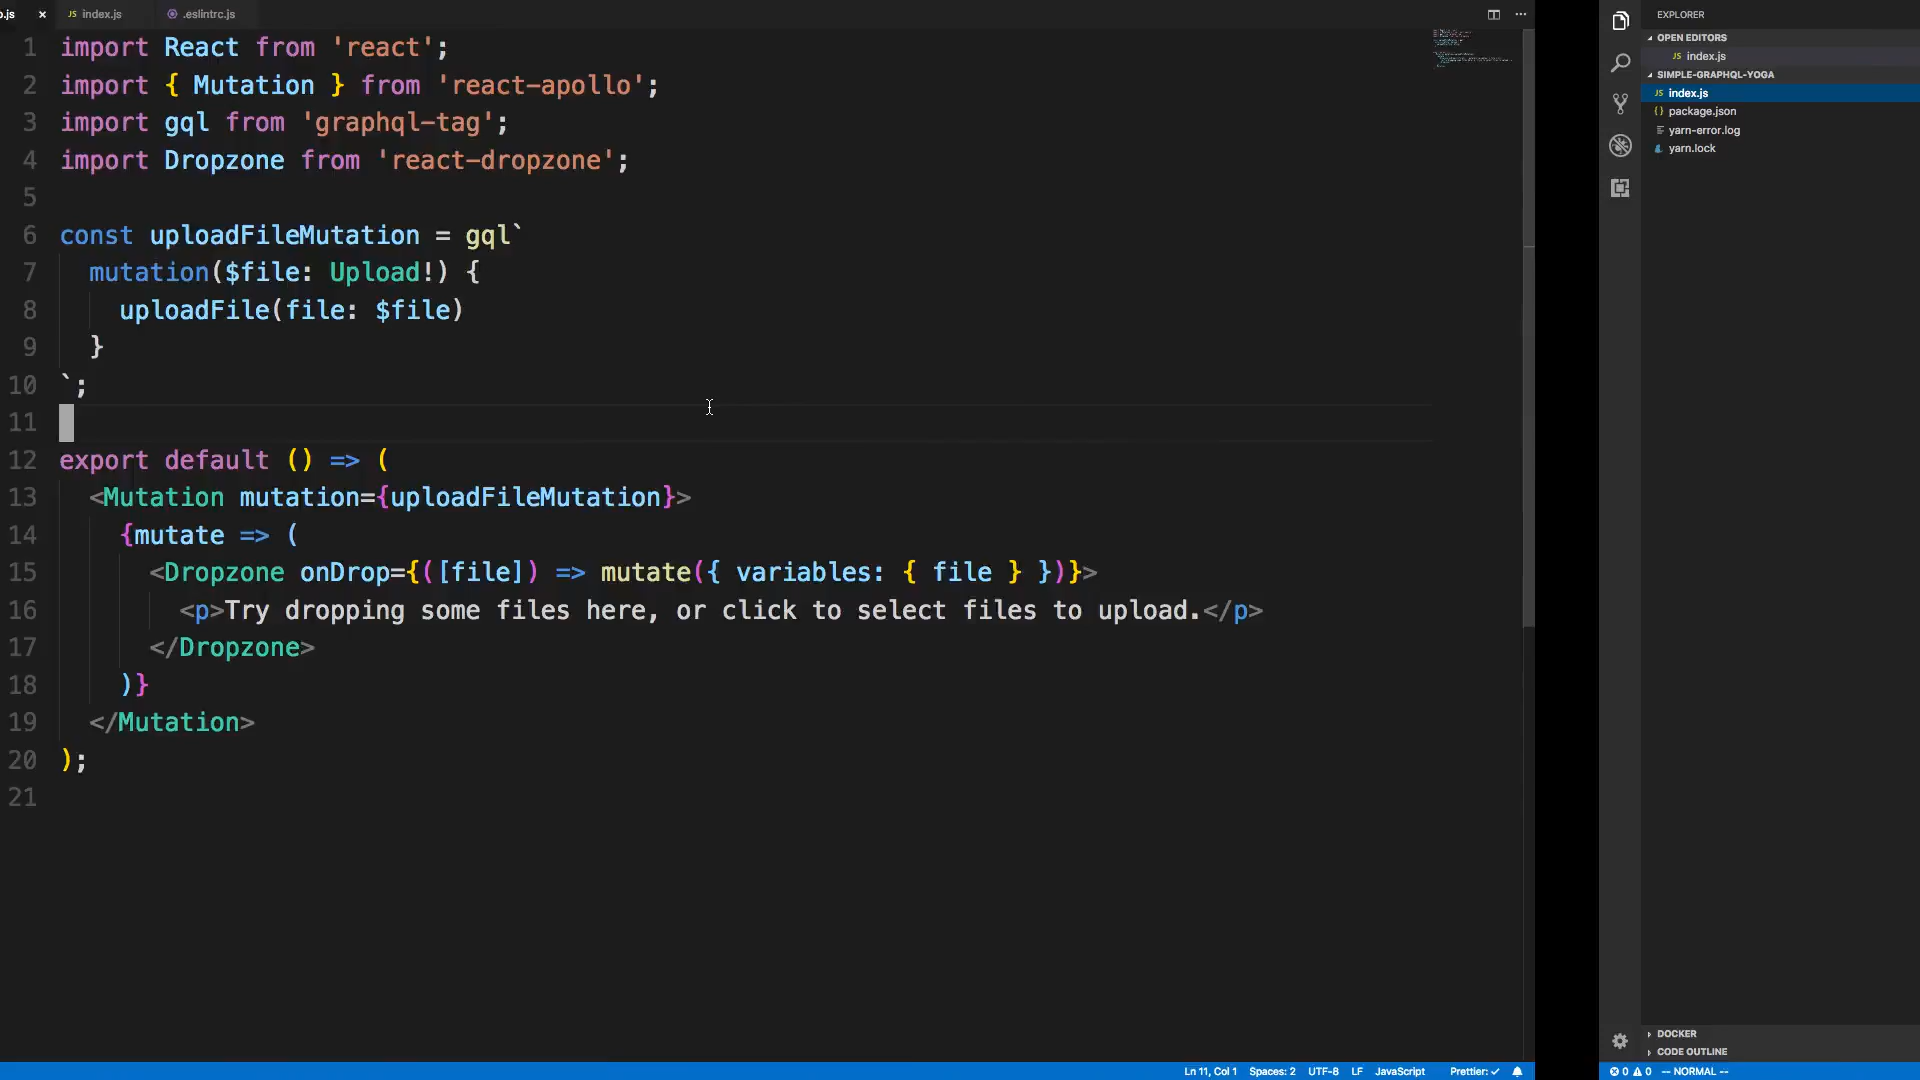 .js × JS index.js .eslintrc.js ···
1 import React from 'react';
2 import { Mutation } from 'react-apollo';
3 import gql from 'graphql-tag';
4 import Dropzone from 'react-dropzone';
5
6 const uploadFileMutation = gql`
7 mutation($file: Upload!) {
8 uploadFile(file: $file)
9 }
10 `;
11
12 export default () => (
13 <Mutation mutation={uploadFileMutation}>
14 {mutate => (
15 <Dropzone onDrop={([file]) => mutate({ variables: { file } })}>
16 <p>Try dropping some files here, or click to select files to upload.</p>
17 </Dropzone>
18 )}
19 </Mutation>
20 );
21
Ln 11, Col 1 Spaces: 2 UTF-8 LF JavaScript Prettier: ✓
EXPLORER
OPEN EDITORS
index.js
SIMPLE-GRAPHQL-YOGA
JS index.js
{} package.json
yarn-error.log
yarn.lock
DOCKER
CODE OUTLINE
0 0 -- NORMAL --